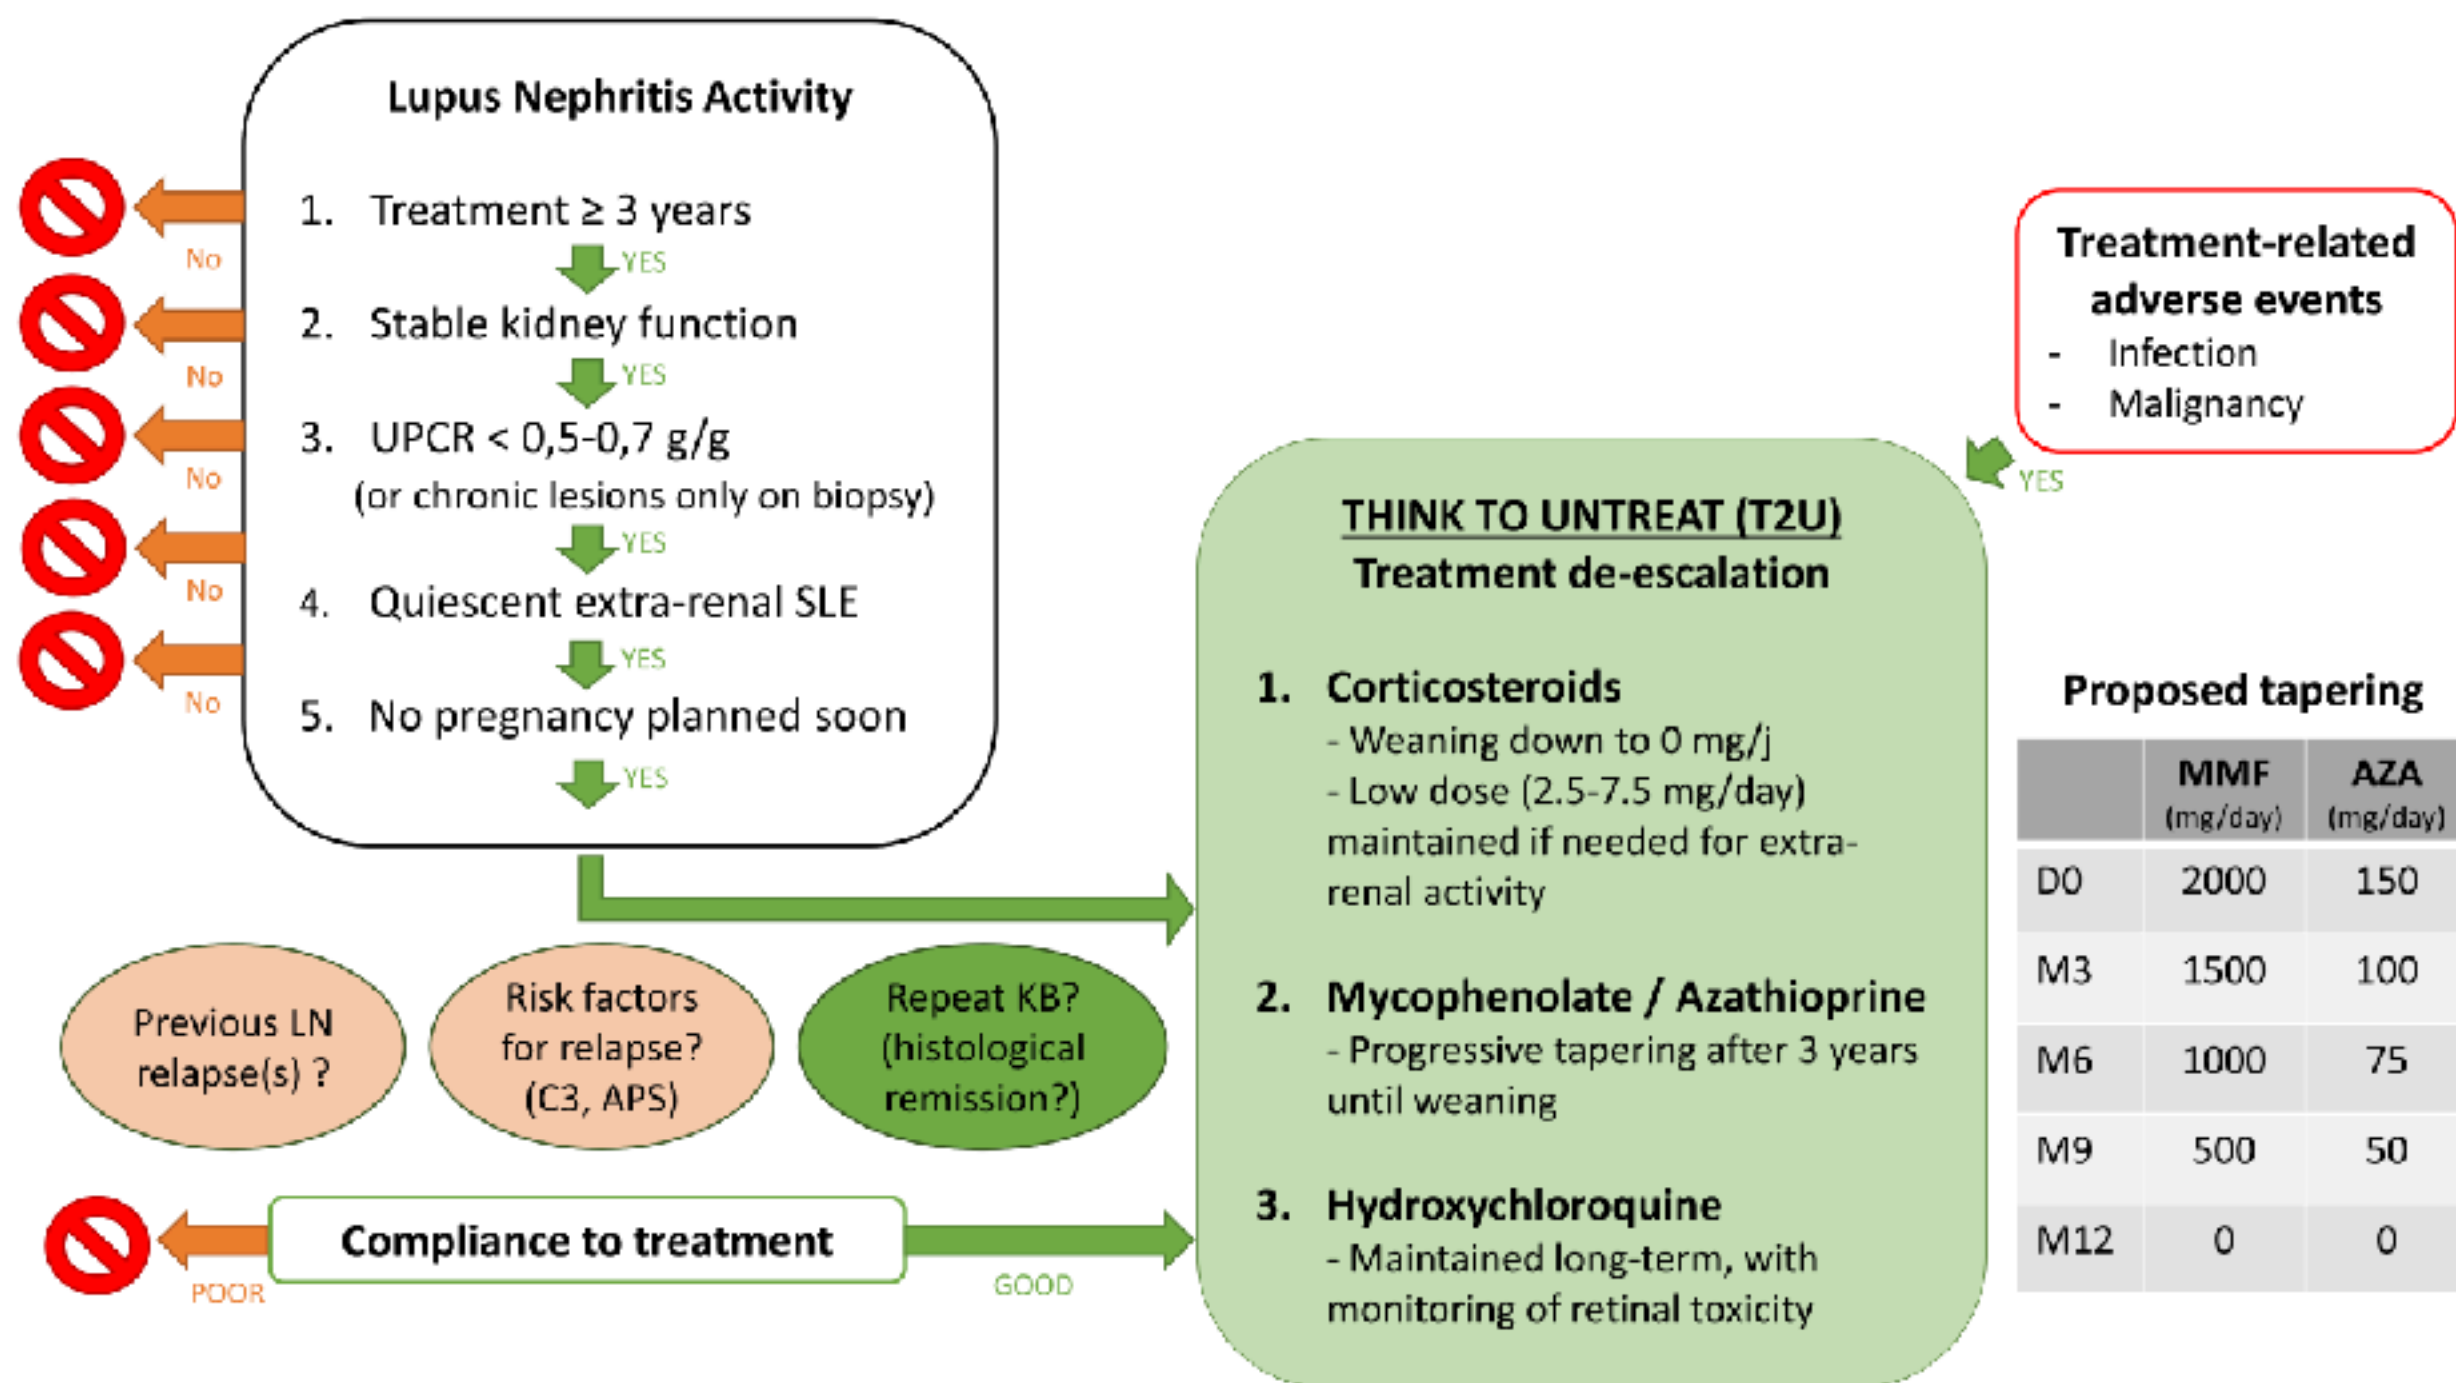 Lupus Nephritis Activity
1. Treatment ≥ 3 years
No
YES
2. Stable kidney function
No
YES
3. UPCR < 0,5-0,7 g/g
(or chronic lesions only on biopsy)
No
YES
4. Quiescent extra-renal SLE
No
YES
5. No pregnancy planned soon
No
YES
Previous LN
relapse(s) ?
Risk factors
for relapse?
(C3, APS)
Repeat KB?
(histological
remission?)
Compliance to treatment
POOR
GOOD
THINK TO UNTREAT (T2U)
Treatment de-escalation
1. Corticosteroids
- Weaning down to 0 mg/j
- Low dose (2.5-7.5 mg/day)
maintained if needed for extra-
renal activity
2. Mycophenolate / Azathioprine
- Progressive tapering after 3 years
until weaning
3. Hydroxychloroquine
- Maintained long-term, with
monitoring of retinal toxicity
Treatment-related
adverse events
- Infection
- Malignancy
YES
Proposed tapering
MMF AZA
(mg/day) (mg/day)
D0 2000 150
M3 1500 100
M6 1000 75
M9 500 50
M12 0 0